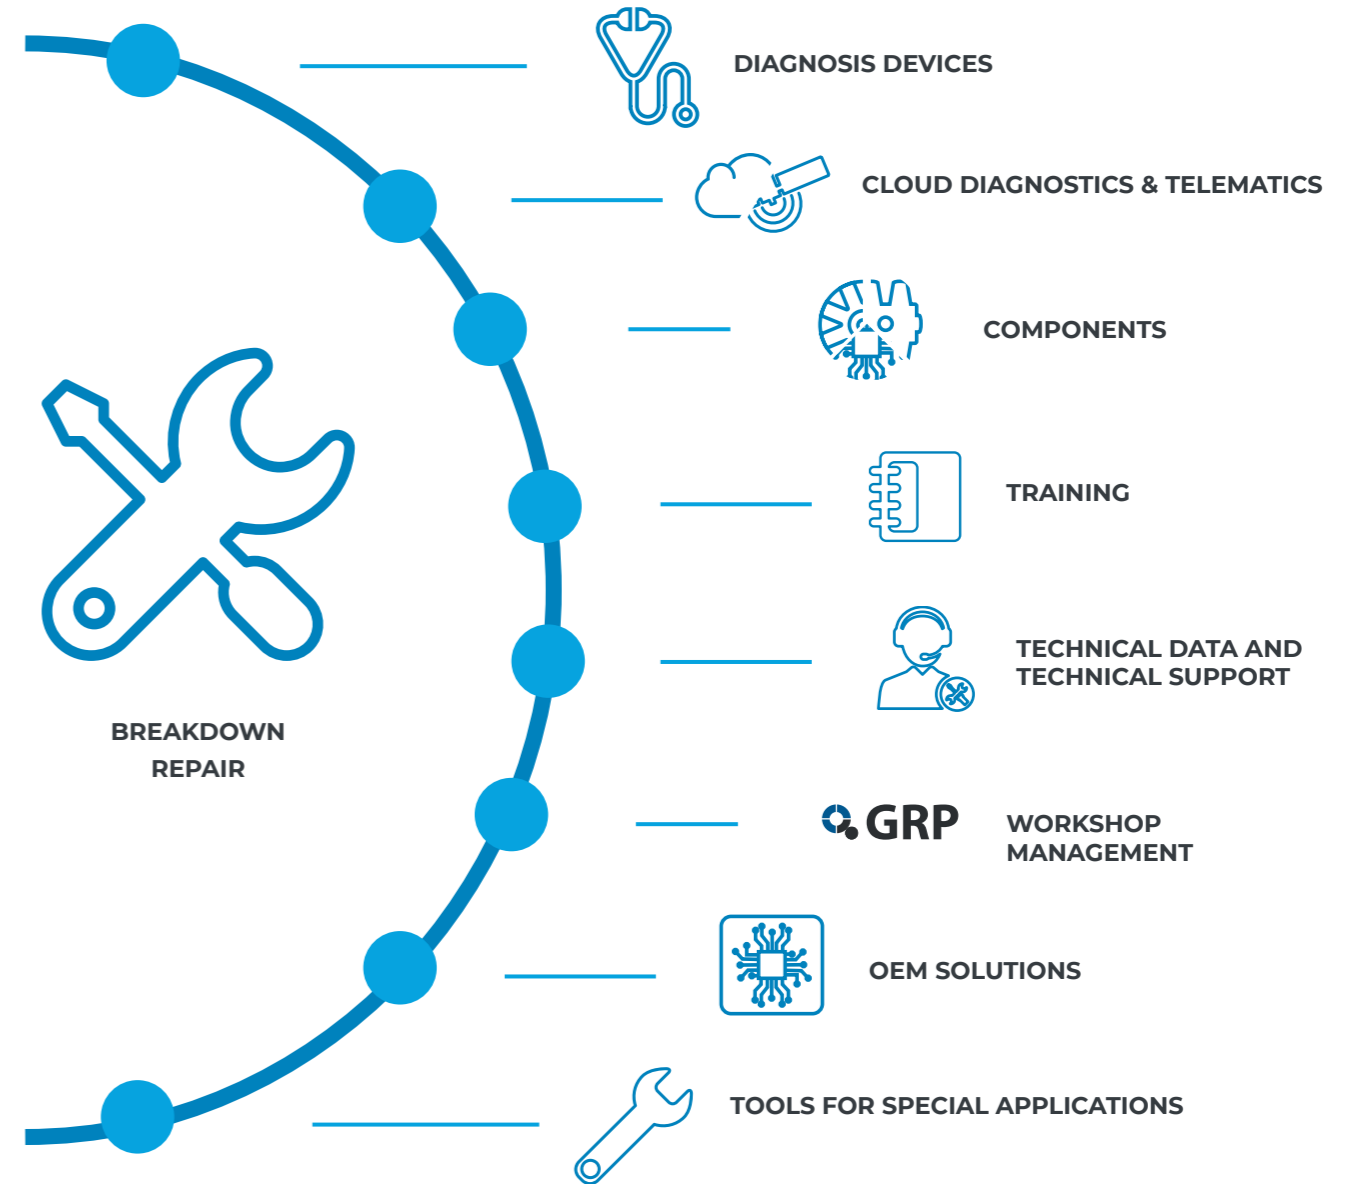 DIAGNOSIS DEVICES
CLOUD DIAGNOSTICS & TELEMATICS
COMPONENTS
TRAINING
TECHNICAL DATA AND
TECHNICAL SUPPORT
BREAKDOWN
REPAIR
GRP
WORKSHOP
MANAGEMENT
OEM SOLUTIONS
TOOLS FOR SPECIAL APPLICATIONS